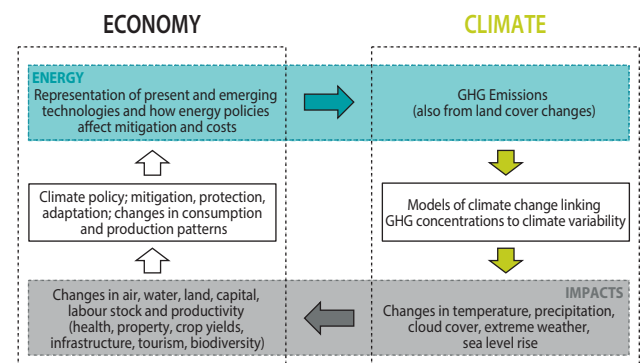 ECONOMY
CLIMATE
ENERGY
Representation of present and emerging
technologies and how energy policies
affect mitigation and costs
GHG Emissions
(also from land cover changes)
Climate policy; mitigation, protection,
adaptation; changes in consumption
and production patterns
Models of climate change linking
GHG concentrations to climate variability
Changes in air, water, land, capital,
labour stock and productivity
(health, property, crop yields,
infrastructure, tourism, biodiversity)
IMPACTS
Changes in temperature, precipitation,
cloud cover, extreme weather,
sea level rise